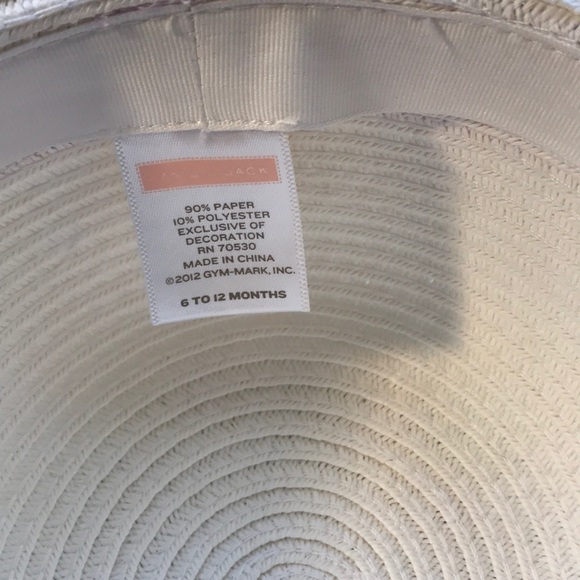 JACK
90% PAPER
10% POLYESTER
EXCLUSIVE OF
DECORATION
RN 70530
MADE IN CHINA
©2012 GYM-MARK, INC.
6 TO 12 MONTHS